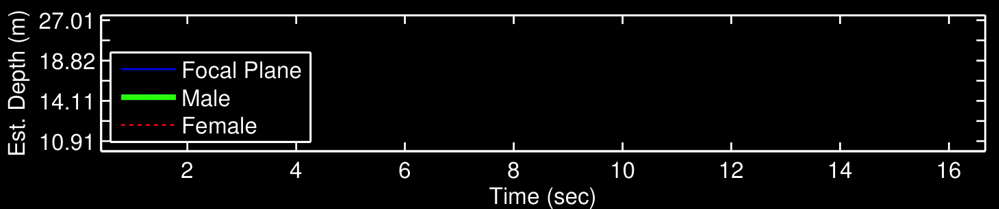 27.01
18.82
14.11
10.91
Est. Depth (m)
Focal Plane
Male
Female
2 4 6 8 10 12 14 16
Time (sec)